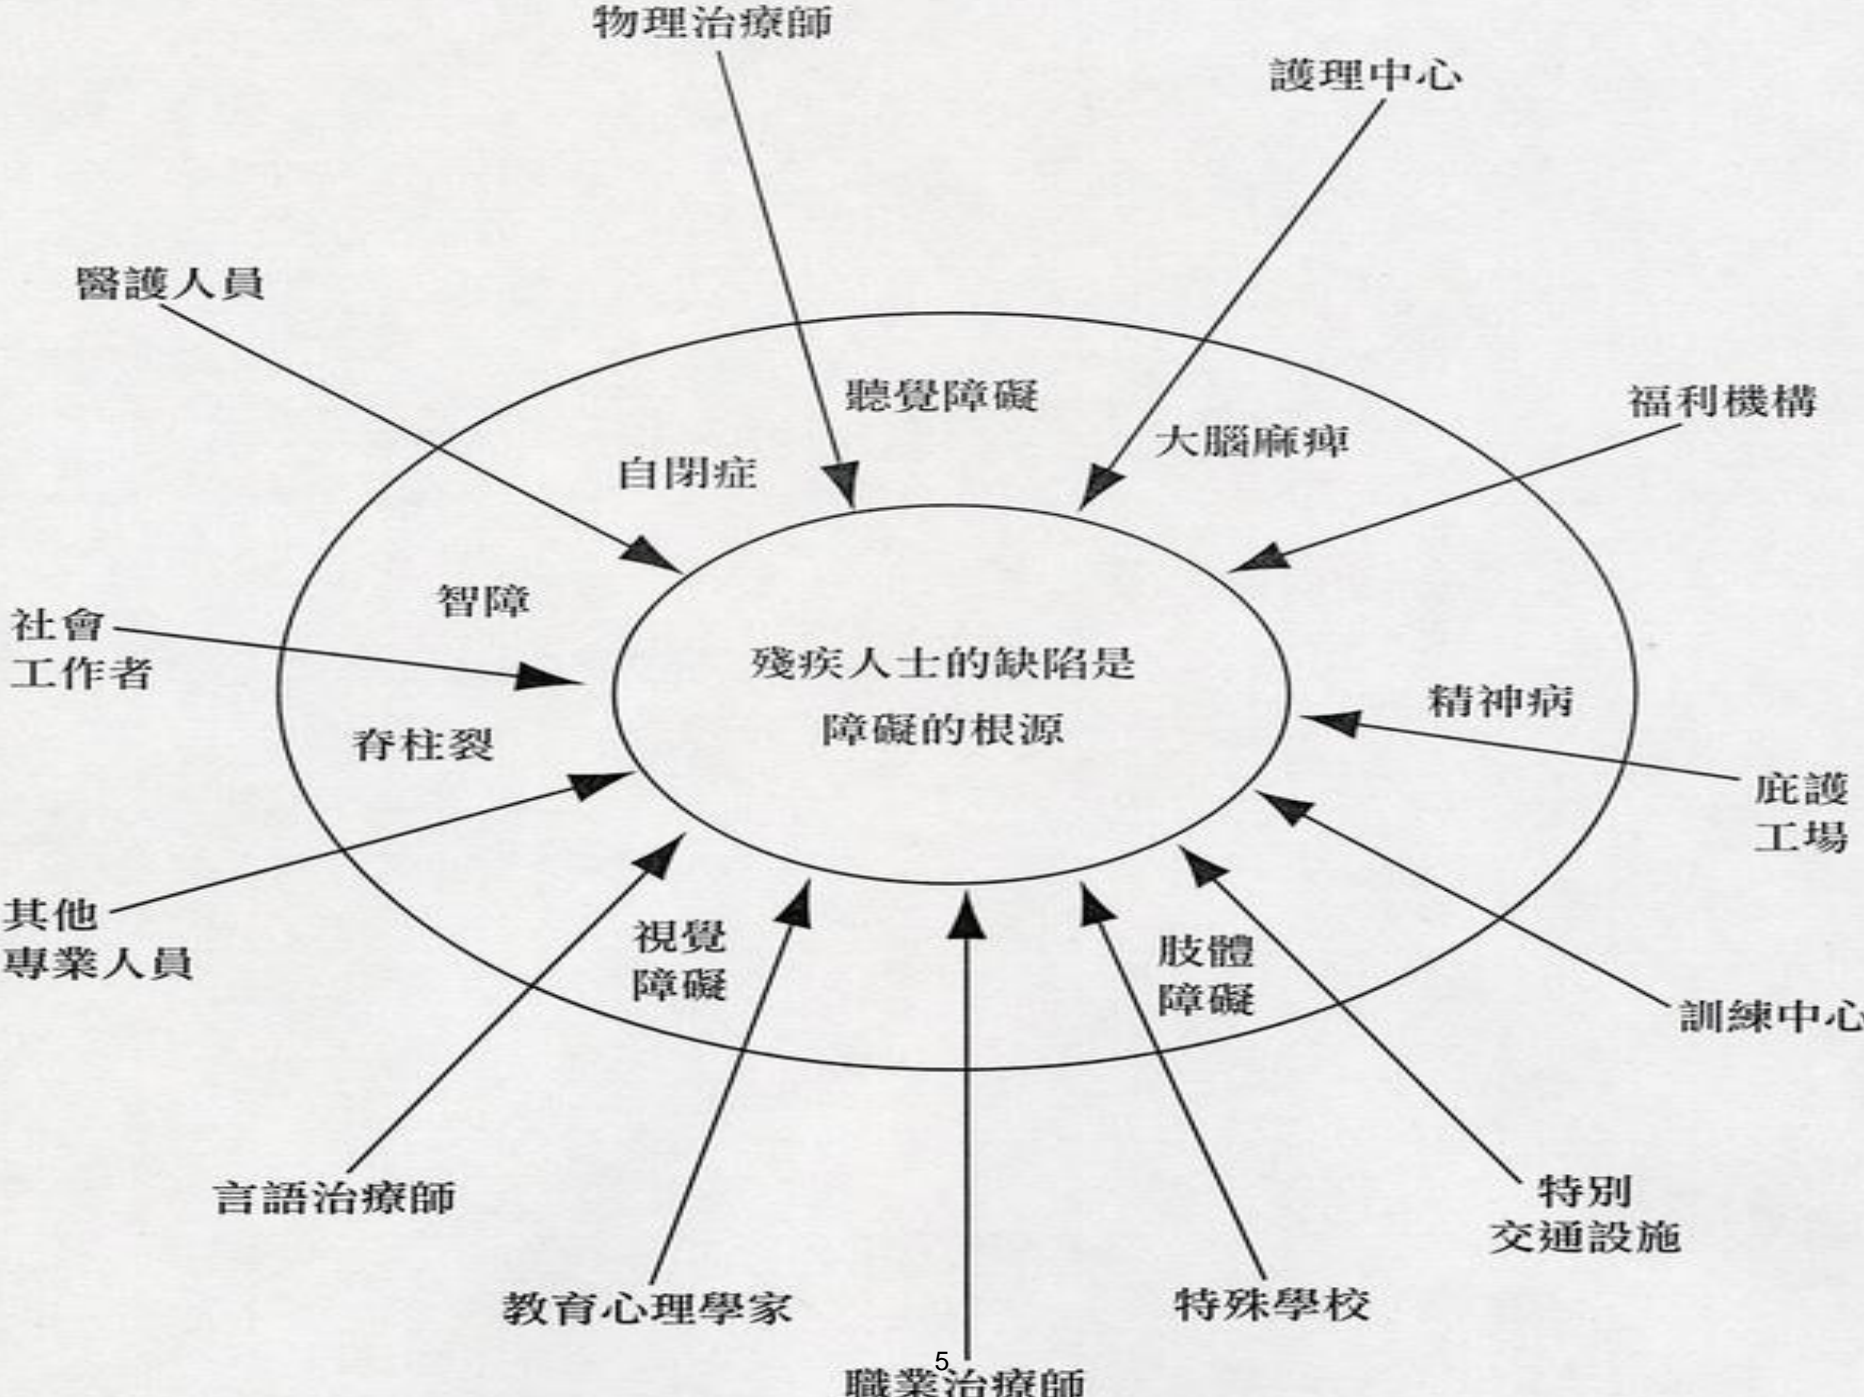 物理治療師
護理中心
醫護人員
福利機構
聽覺障礙
大腦麻痺
自閉症
智障
社會
工作者
殘疾人士的缺陷是
障礙的根源
精神病
脊柱裂
庇護
工場
其他
專業人員
視覺
障礙
肢體
障礙
訓練中心
言語治療師
特別
交通設施
教育心理學家
特殊學校
5
職業治療師